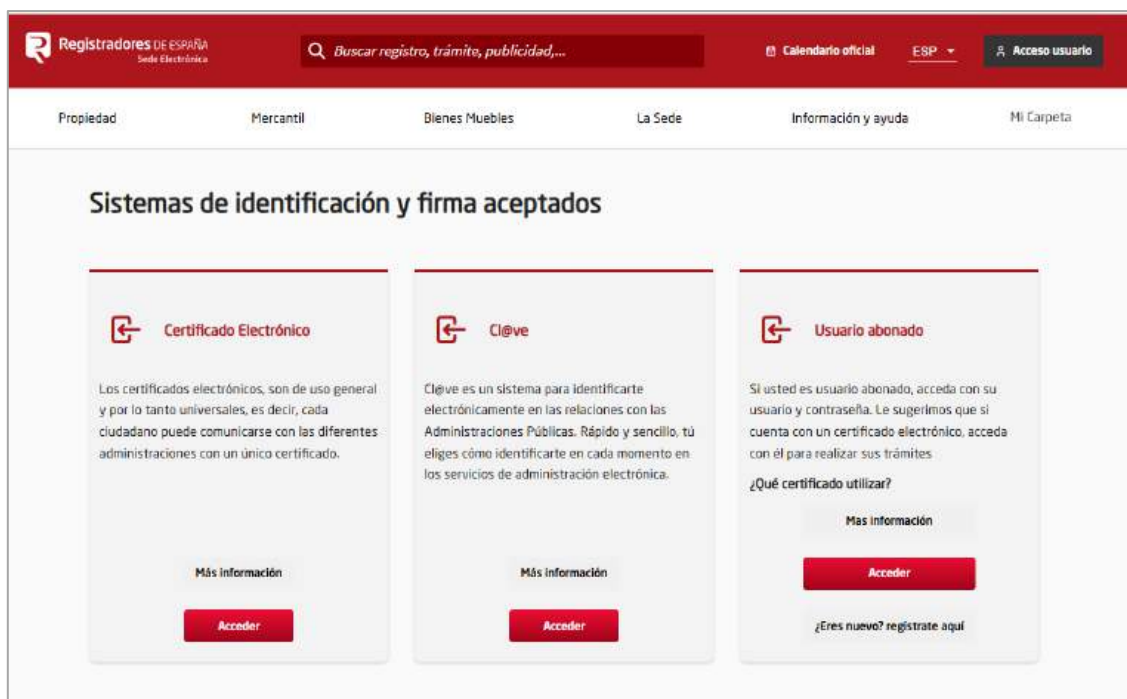 Registradores DE ESPAÑA
Sede Electrónica
Buscar registro, trámite, publicidad,...
Calendario oficial
ESP
Acceso usuario
Propiedad
Mercantil
Bienes Muebles
La Sede
Información y ayuda
Mi Carpeta
Sistemas de identificación y firma aceptados
Certificado Electrónico
Los certificados electrónicos, son de uso general
y por lo tanto universales, es decir, cada
ciudadano puede comunicarse con las diferentes
administraciones con un único certificado.
Más información
Acceder
Cl@ve
Cl@ve es un sistema para identificarte
electrónicamente en las relaciones con las
Administraciones Públicas. Rápido y sencillo, tú
eliges cómo identificarte en cada momento en
los servicios de administración electrónica.
Más información
Acceder
Usuario abonado
Si usted es usuario abonado, acceda con su
usuario y contraseña. Le sugerimos que si
cuenta con un certificado electrónico, acceda
con él para realizar sus trámites
¿Qué certificado utilizar?
Mas información
Acceder
¿Eres nuevo? registrate aquí